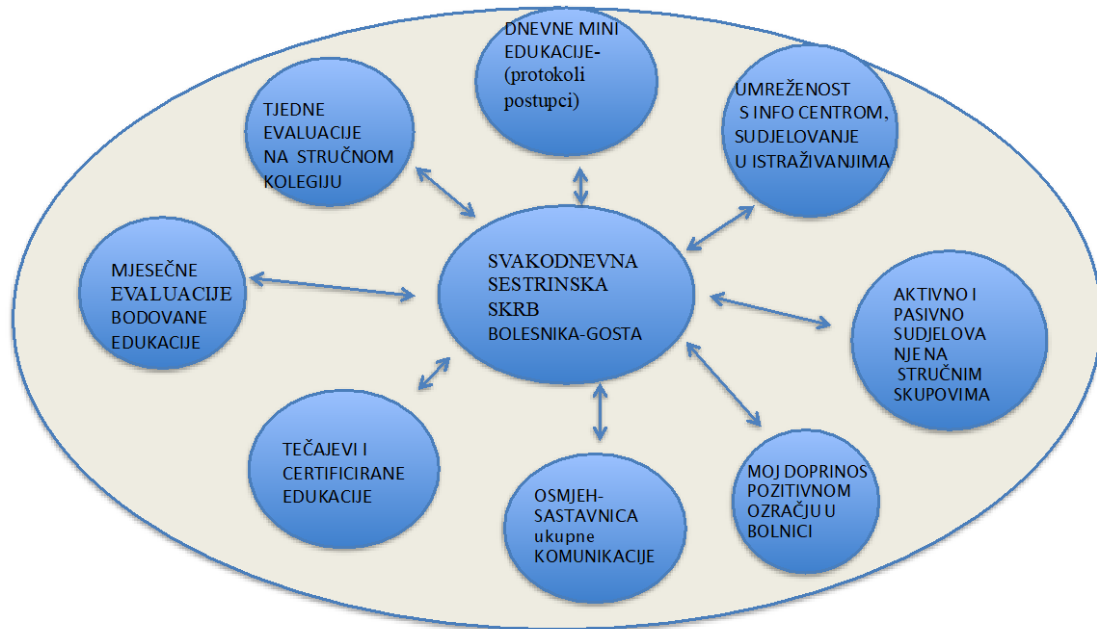 DNEVNE MINI
EDUKACIJE-
(protokoli
postupci)
UMREŽENOST
S INFO CENTROM,
SUDJELOVANJE
U ISTRAŽIVANJIMA
TJEDNE
EVALUACIJE
NA STRUČNOM
KOLEGIJU
SVAKODNEVNA
SESTRINSKA
SKRB
BOLESNIKA-GOSTA
MJESEČNE
EVALUACIJE
BODOVANE
EDUKACIJE
AKTIVNO I
PASIVNO
SUDJELOVA
NJE NA
STRUČNIM
SKUPOVIMA
TEČAJEVI I
CERTIFICIRANE
EDUKACIJE
OSMJEH-
SASTAVNICA
ukupne
KOMUNIKACIJE
MOJ DOPRINOS
POZITIVNOM
OZRAČJU U
BOLNICI